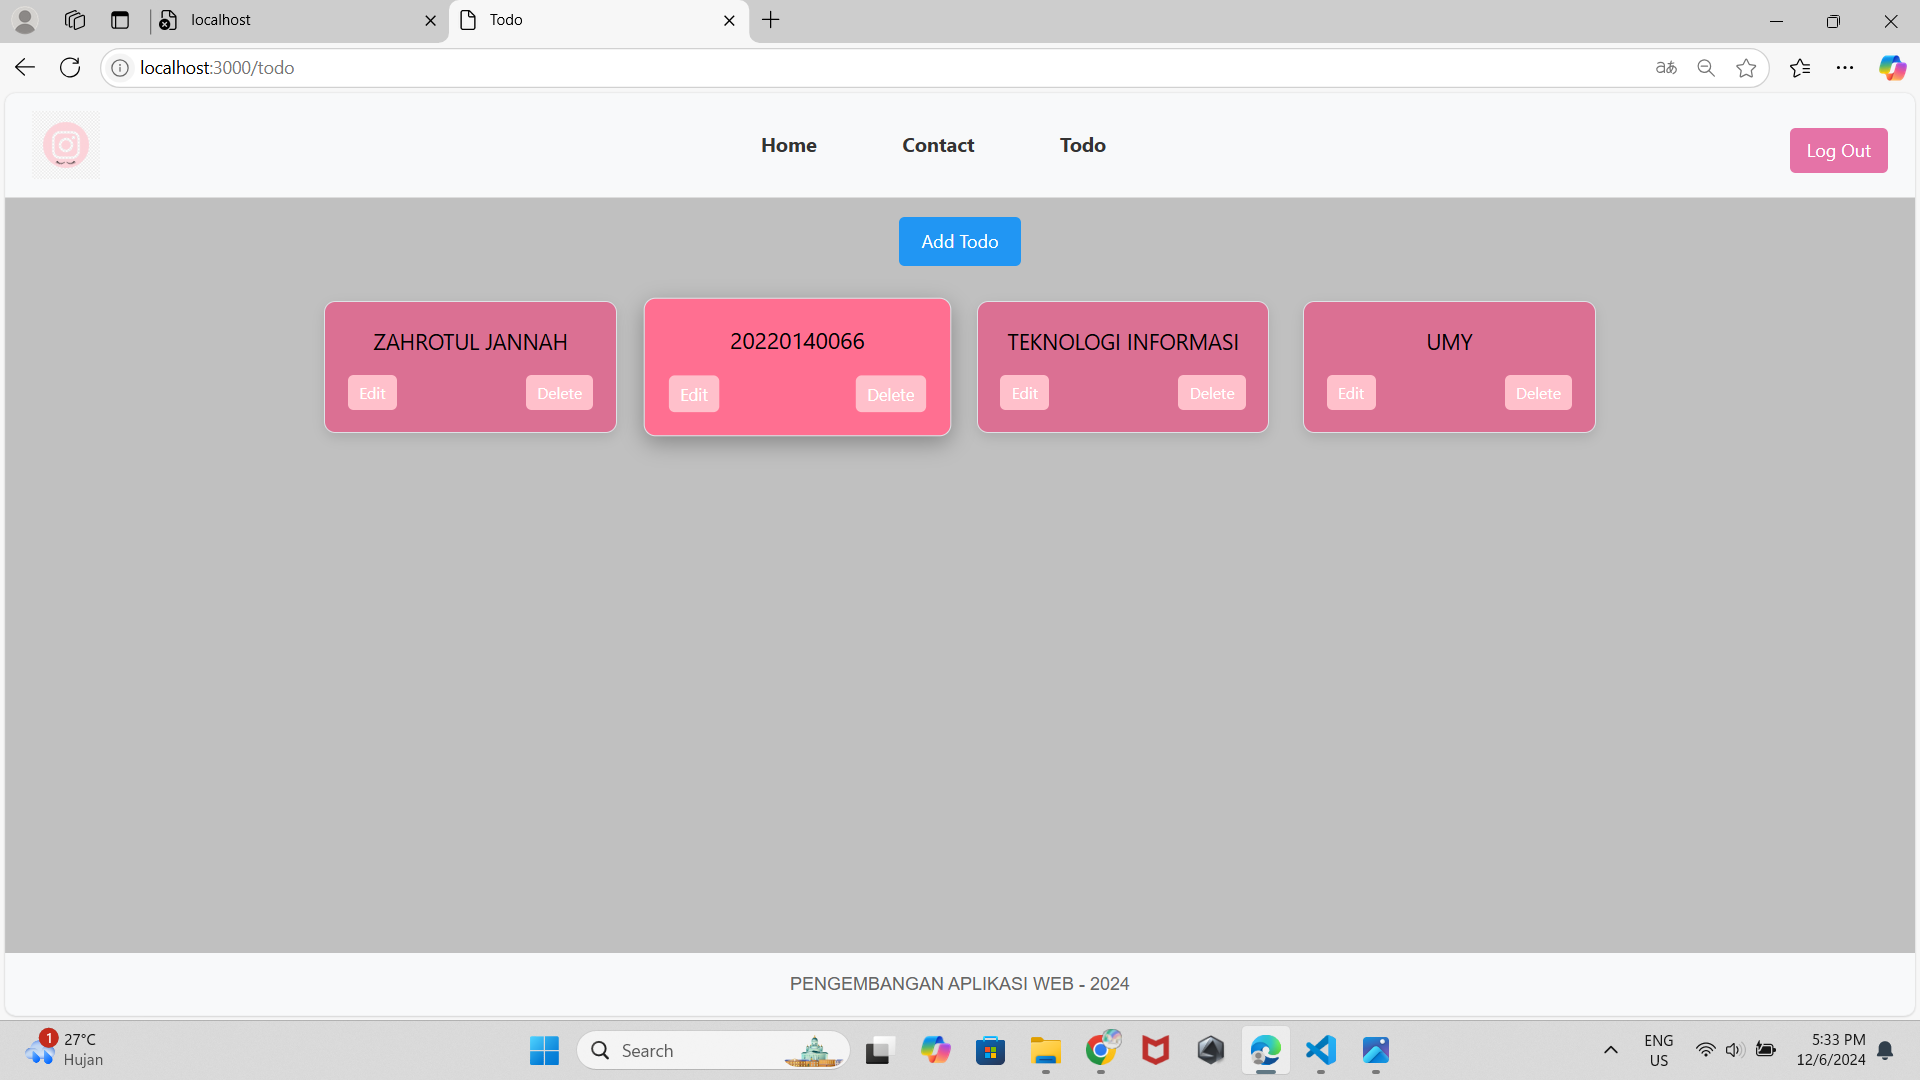 localhost
Todo
localhost:3000/todo
aあ
Home
Contact
Todo
Log Out
Add Todo
ZAHROTUL JANNAH
Edit
Delete
20220140066
Edit
Delete
TEKNOLOGI INFORMASI
Edit
Delete
UMY
Edit
Delete
PENGEMBANGAN APLIKASI WEB - 2024
1
27°C
Hujan
Search
ENG
US
5:33 PM
12/6/2024